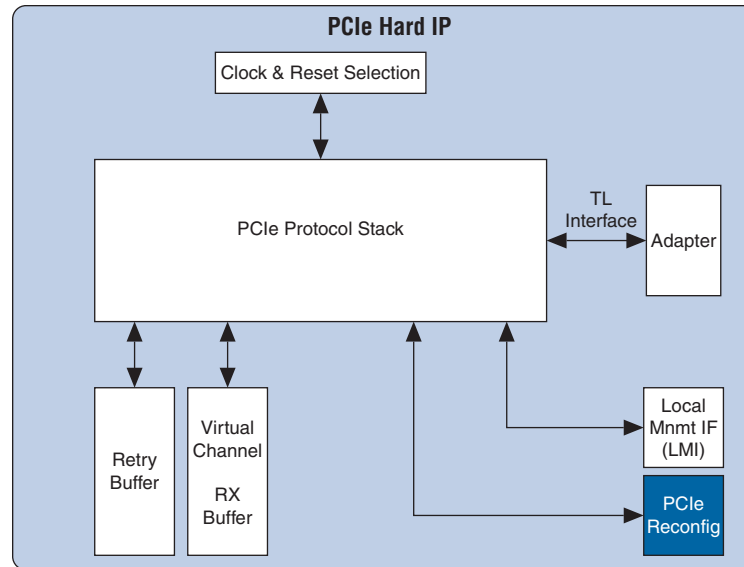 PCIe Hard IP
Clock & Reset Selection
PCIe Protocol Stack
TL
Interface
Adapter
Retry
Buffer
Virtual
Channel
RX
Buffer
Local
Mnmt IF
(LMI)
PCIe
Reconfig